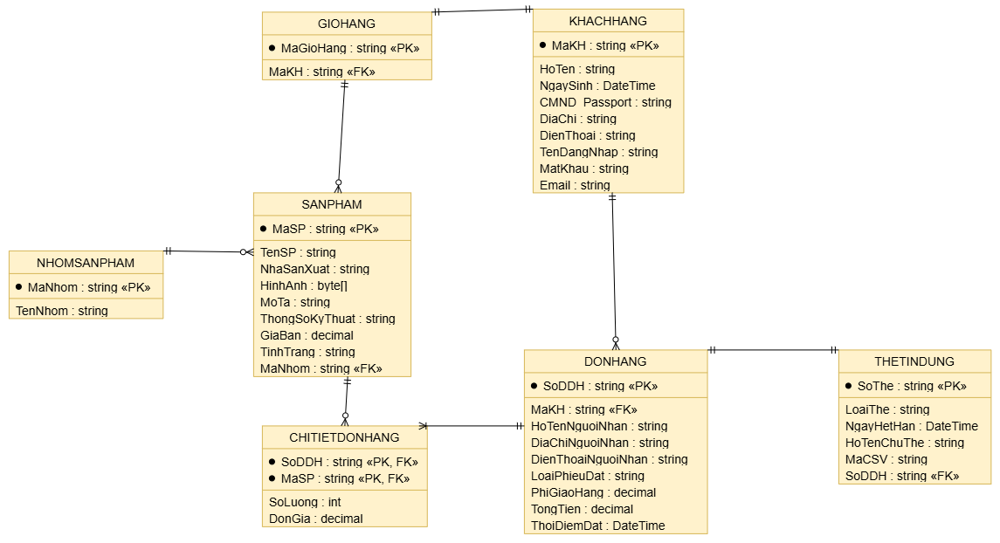 GIOHANG
● MaGioHang : string «PK»
MaKH : string «FK»
KHACHHANG
● MaKH : string «PK»
HoTen : string
NgaySinh : DateTime
CMND_Passport : string
DiaChi : string
DienThoai : string
TenDangNhap : string
MatKhau : string
Email : string
SANPHAM
● MaSP : string «PK»
TenSP : string
NhaSanXuat : string
HinhAnh : byte[]
MoTa : string
ThongSoKyThuat : string
GiaBan : decimal
TinhTrang : string
MaNhom : string «FK»
NHOMSANPHAM
● MaNhom : string «PK»
TenNhom : string
CHITIETDONHANG
● SoDDH : string «PK, FK»
● MaSP : string «PK, FK»
SoLuong : int
DonGia : decimal
DONHANG
● SoDDH : string «PK»
MaKH : string «FK»
HoTenNguoiNhan : string
DiaChiNguoiNhan : string
DienThoaiNguoiNhan : string
LoaiPhieuDat : string
PhiGiaoHang : decimal
TongTien : decimal
ThoiDiemDat : DateTime
THETINDUNG
● SoThe : string «PK»
LoaiThe : string
NgayHetHan : DateTime
HoTenChuThe : string
MaCSV : string
SoDDH : string «FK»